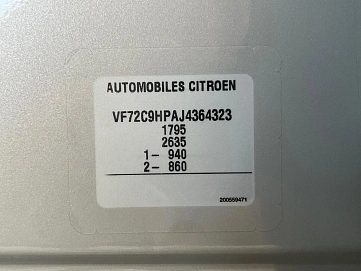 AUTOMOBILES CITROEN
VF72C9HPAJ4364323
1795
2635
1– 940
2– 860
200559471